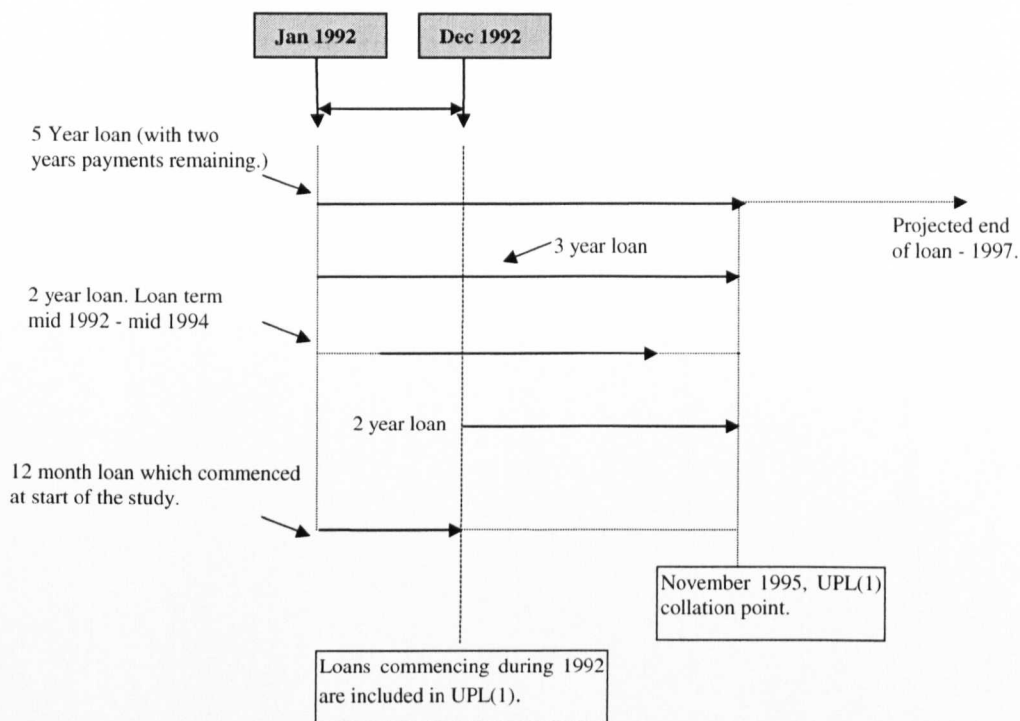 Jan 1992
Dec 1992
5 Year loan (with two
years payments remaining.)
Projected end
of loan - 1997.
3 year loan
2 year loan. Loan term
mid 1992 - mid 1994
2 year loan
12 month loan which commenced
at start of the study.
November 1995, UPL(1)
collation point.
Loans commencing during 1992
are included in UPL(1).